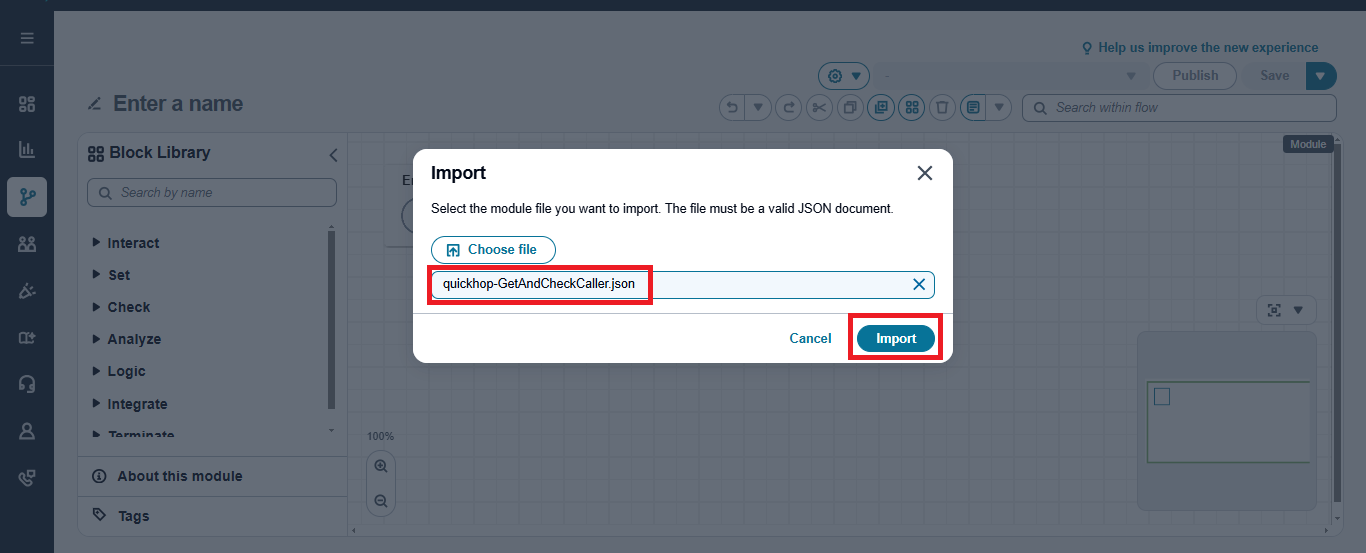 Help us improve the new experience
-
Publish
Save
Enter a name
Search within flow
Block Library
Search by name
Interact
Set
Check
Analyze
Logic
Integrate
Terminate
About this module
Tags
Module
Import
Select the module file you want to import. The file must be a valid JSON document.
Choose file
quickhop-GetAndCheckCaller.json
Cancel
Import
100%